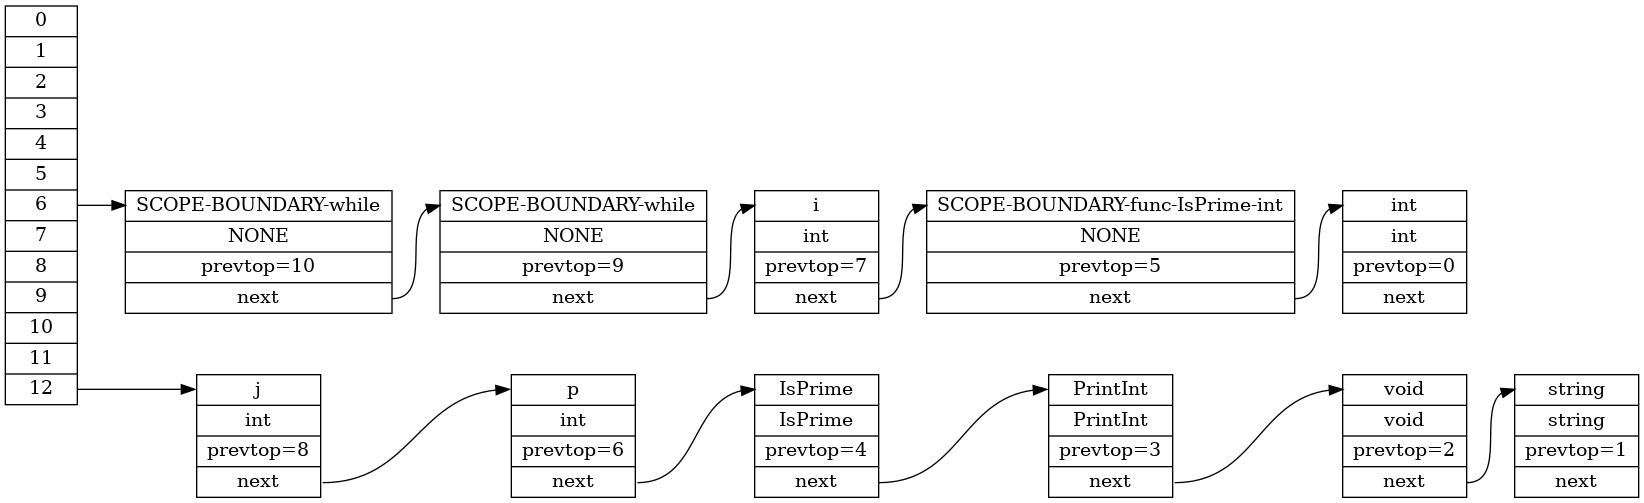 0
1
2
3
4
5
6
7
8
9
10
11
12
SCOPE-BOUNDARY-while
NONE
prevtop=10
next
SCOPE-BOUNDARY-while
NONE
prevtop=9
next
i
int
prevtop=7
next
SCOPE-BOUNDARY-func-IsPrime-int
NONE
prevtop=5
next
int
int
prevtop=0
next
j
int
prevtop=8
next
p
int
prevtop=6
next
IsPrime
IsPrime
prevtop=4
next
PrintInt
PrintInt
prevtop=3
next
void
void
prevtop=2
next
string
string
prevtop=1
next